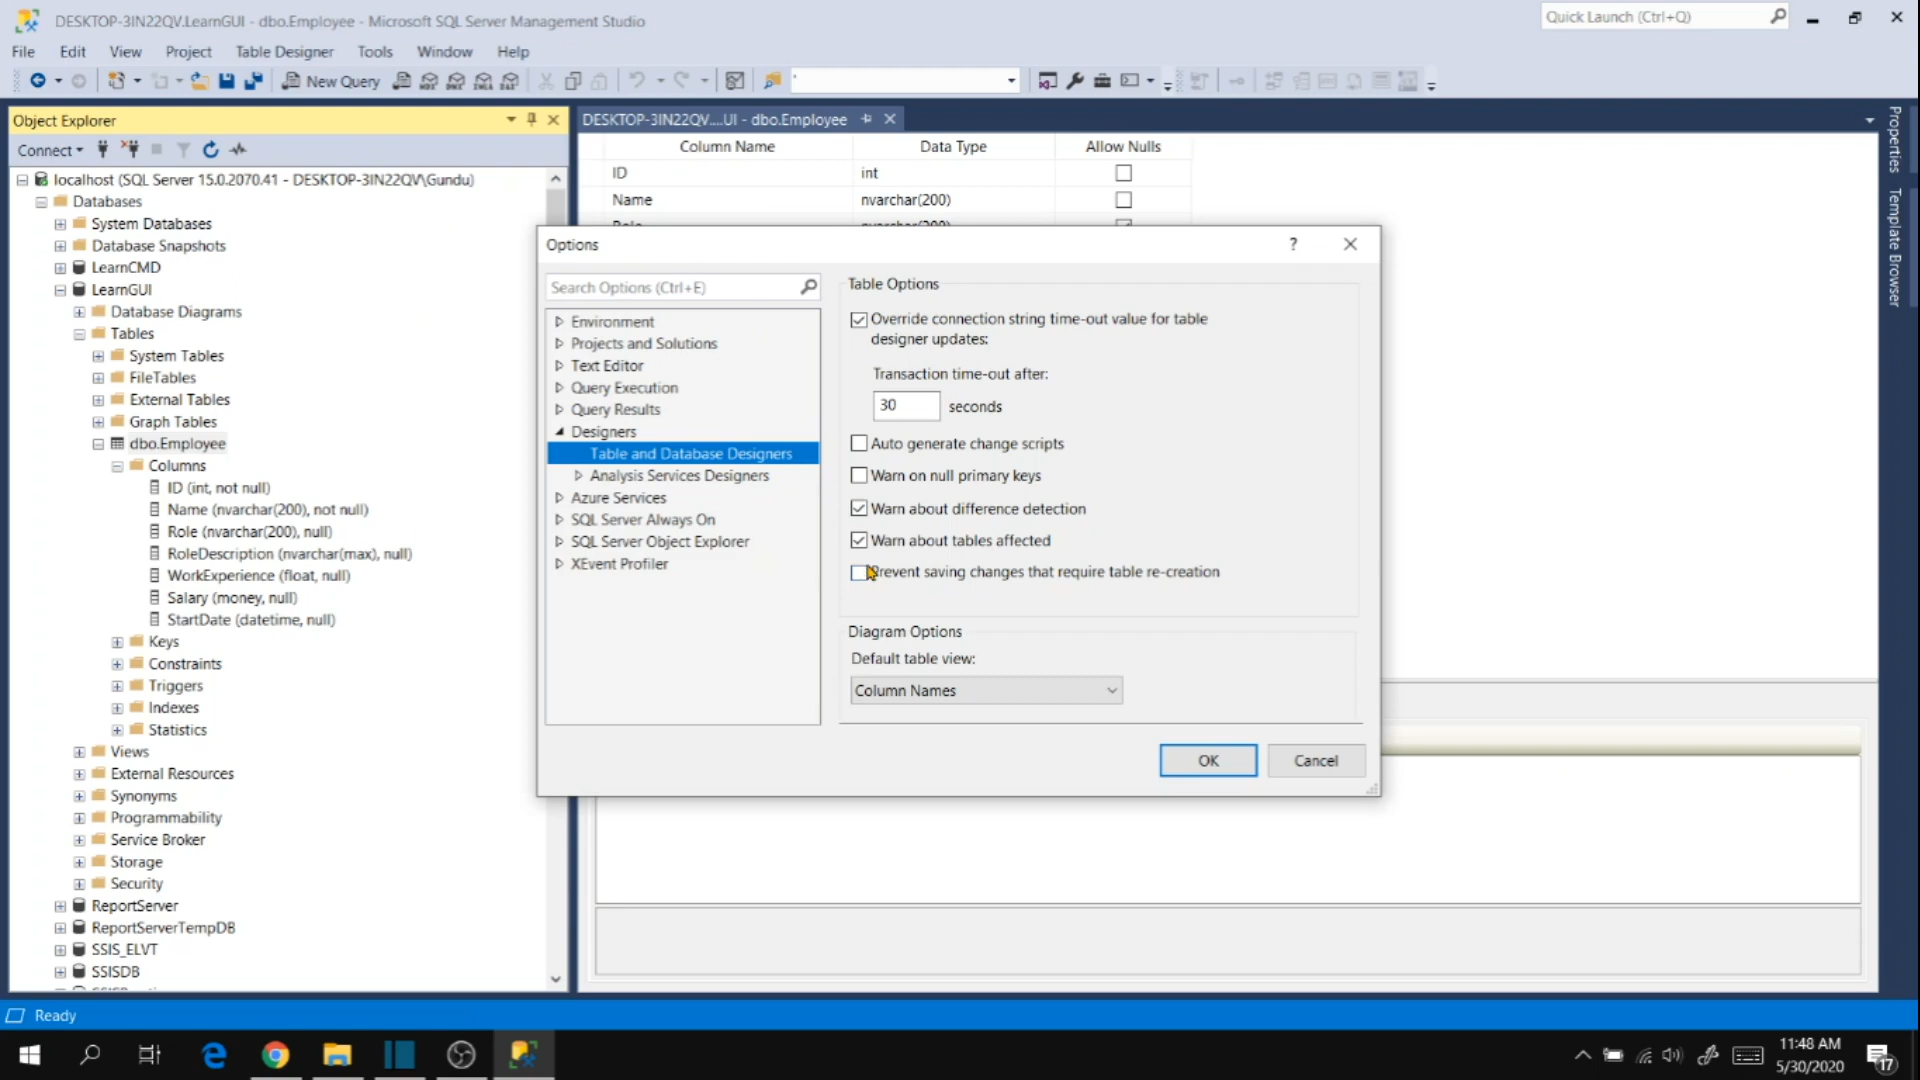 DESKTOP-3IN22QV.LearnGUI - dbo.Employee - Microsoft SQL Server Management Studio
Quick Launch (Ctrl+Q)
File Edit View Project Table Designer Tools Window Help
New Query
Object Explorer
Connect
localhost (SQL Server 15.0.2070.41 - DESKTOP-3IN22QV\Gundu)
Databases
System Databases
Database Snapshots
LearnCMD
LearnGUI
Database Diagrams
Tables
System Tables
FileTables
External Tables
Graph Tables
dbo.Employee
Columns
ID (int, not null)
Name (nvarchar(200), not null)
Role (nvarchar(200), null)
RoleDescription (nvarchar(max), null)
WorkExperience (float, null)
Salary (money, null)
StartDate (datetime, null)
Keys
Constraints
Triggers
Indexes
Statistics
Views
External Resources
Synonyms
Programmability
Service Broker
Storage
Security
ReportServer
ReportServerTempDB
SSIS_ELVT
SSISDB
DESKTOP-3IN22QV....UI - dbo.Employee
Column Name Data Type Allow Nulls
ID int
Name nvarchar(200)
Role nvarchar(200)
Options
?
Search Options (Ctrl+E)
Environment
Projects and Solutions
Text Editor
Query Execution
Query Results
Designers
Table and Database Designers
Analysis Services Designers
Azure Services
SQL Server Always On
SQL Server Object Explorer
XEvent Profiler
Table Options
Override connection string time-out value for table
designer updates:
Transaction time-out after:
30 seconds
Auto generate change scripts
Warn on null primary keys
Warn about difference detection
Warn about tables affected
Prevent saving changes that require table re-creation
Diagram Options
Default table view:
Column Names
OK Cancel
Properties
Template Browser
Ready
11:48 AM
5/30/2020
17